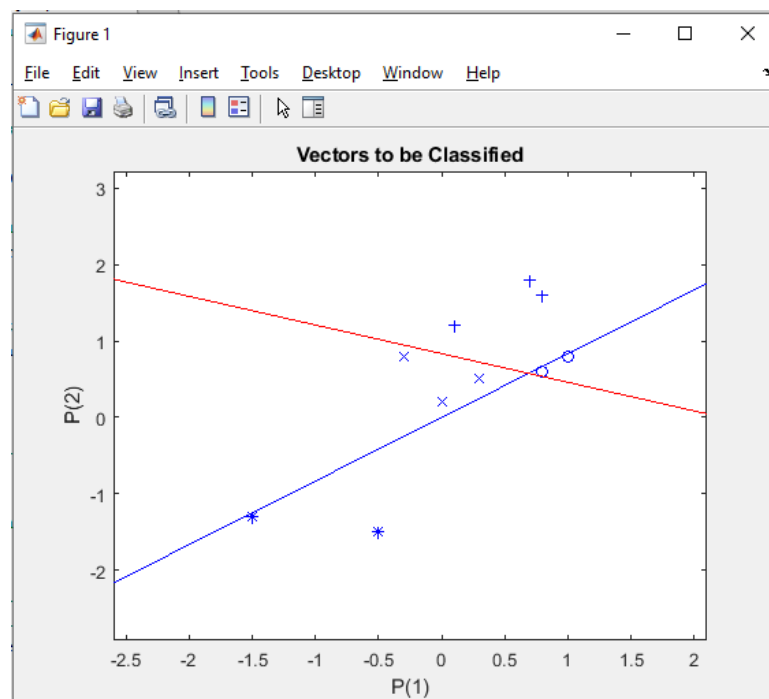 Figure 1
File Edit View Insert Tools Desktop Window Help
Vectors to be Classified
3
2
1
0
-1
-2
P(2)
-2.5 -2 -1.5 -1 -0.5 0 0.5 1 1.5 2
P(1)